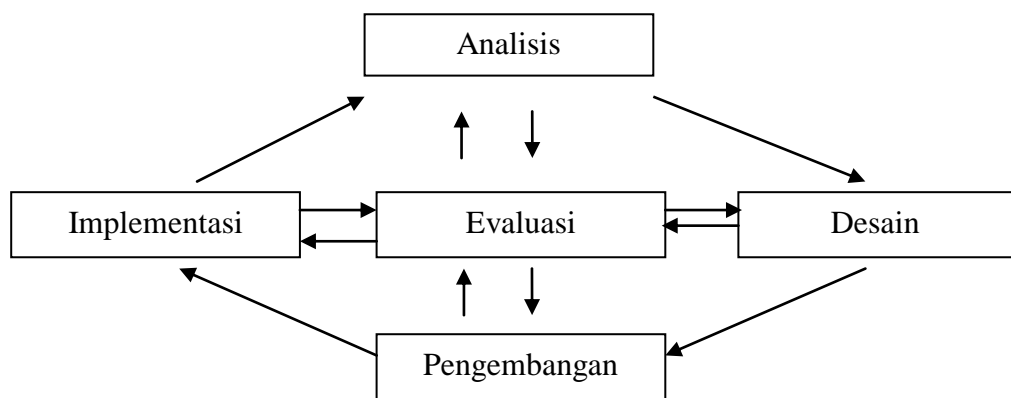 Analisis
Implementasi
Evaluasi
Desain
Pengembangan